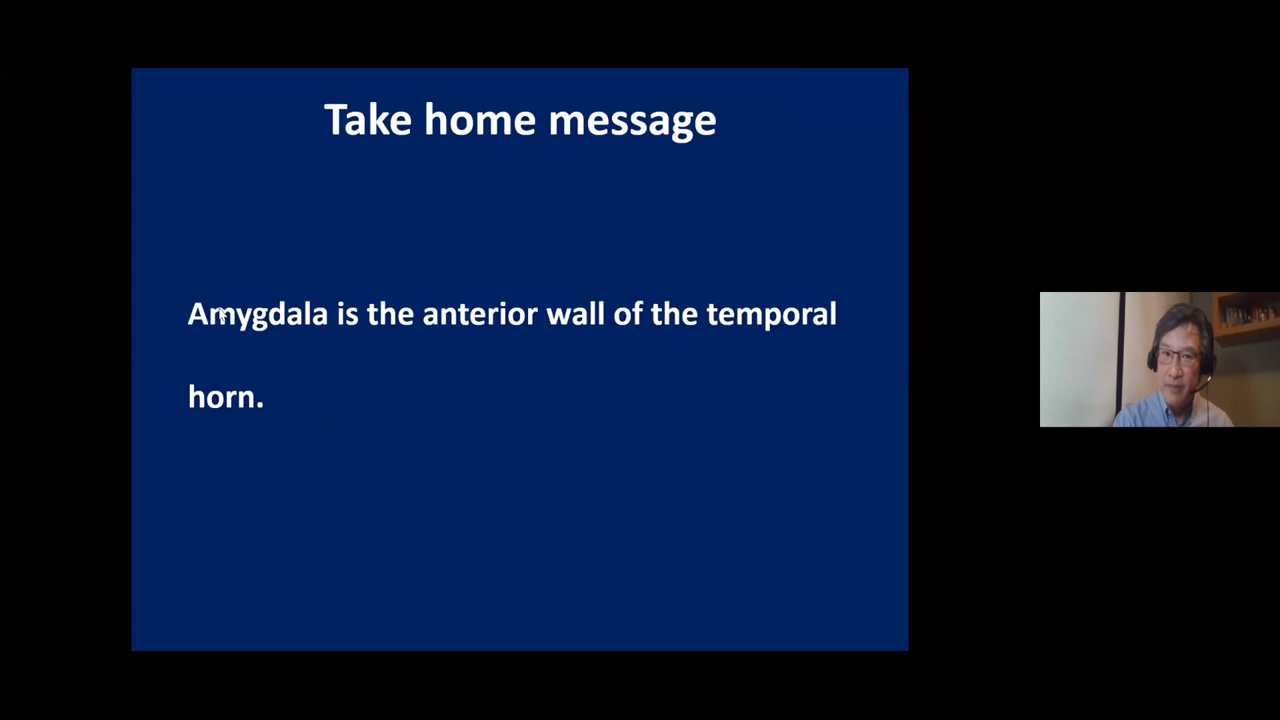 Take home message
Amygdala is the anterior wall of the temporal
horn.